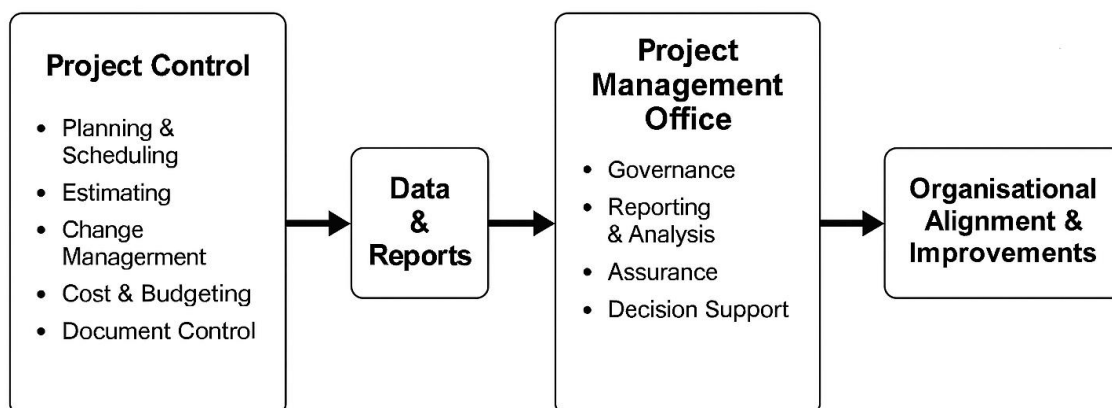 Project Control
• Planning &
Scheduling
• Estimating
• Change
Managerment
• Cost & Budgeting
• Document Control
Data
&
Reports
Project
Management
Office
• Governance
• Reporting
& Analysis
• Assurance
• Decision Support
Organisational
Alignment &
Improvements